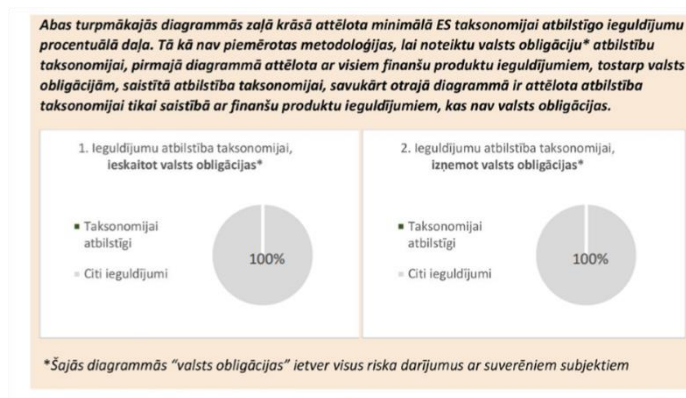 Abas turpmākajās diagrammās zaļā krāsā attēlota minimālā ES taksonomijai atbilstīgo ieguldījumu
procentuālā daļa. Tā kā nav piemērotas metodoloģijas, lai noteiktu valsts obligāciju* atbilstību
taksonomijai, pirmajā diagrammā attēlota ar visiem finanšu produktu ieguldījumiem, tostarp valsts
obligācijām, saistītā atbilstība taksonomijai, savukārt otrajā diagrammā ir attēlota atbilstība
taksonomijai tikai saistībā ar finanšu produktu ieguldījumiem, kas nav valsts obligācijas.
1. Ieguldījumu atbilstība taksonomijai,
ieskaitot valsts obligācijas*
Taksonomijai
atbilstīgi
Citi ieguldījumi
100%
2. Ieguldījumu atbilstība taksonomijai,
izņemot valsts obligācijas*
Taksonomijai
atbilstīgi
Citi ieguldījumi
100%
*Šajās diagrammās “valsts obligācijas” ietver visus riska darījumus ar suverēniem subjektiem